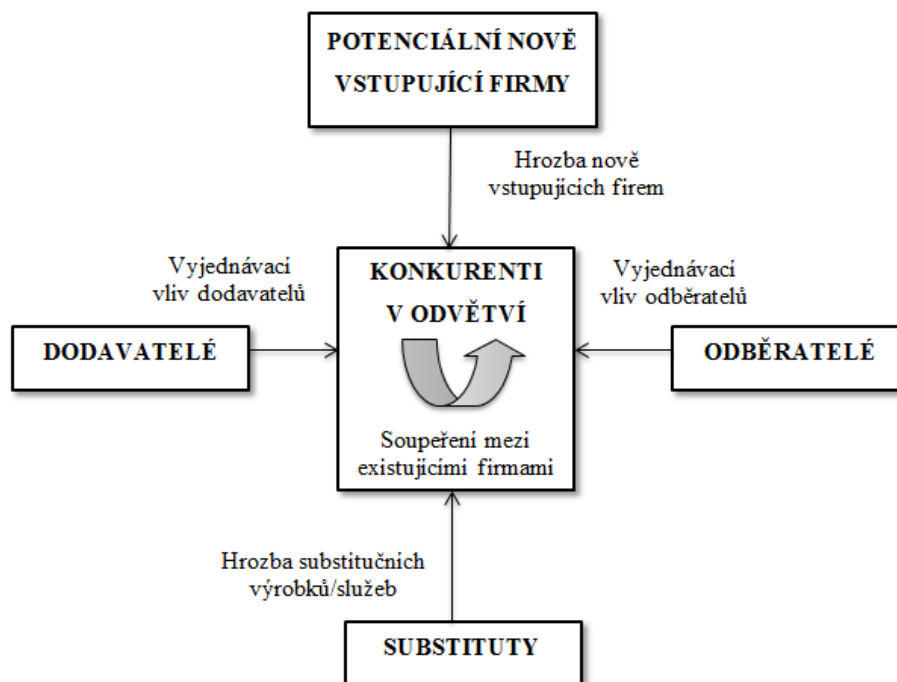 POTENCIÁLNÍ NOVĚ
VSTUPUJÍCÍ FIRMY
Hrozba nově
vstupujících firem
Vyjednávací
vliv dodavatelů
KONKURENTI
V ODVĚTVÍ
Vyjednávací
vliv odběratelů
DODAVATELÉ
ODBĚRATELÉ
Soupeření mezi
existujícimi firmami
Hrozba substitučních
výrobků/služeb
SUBSTITUTY